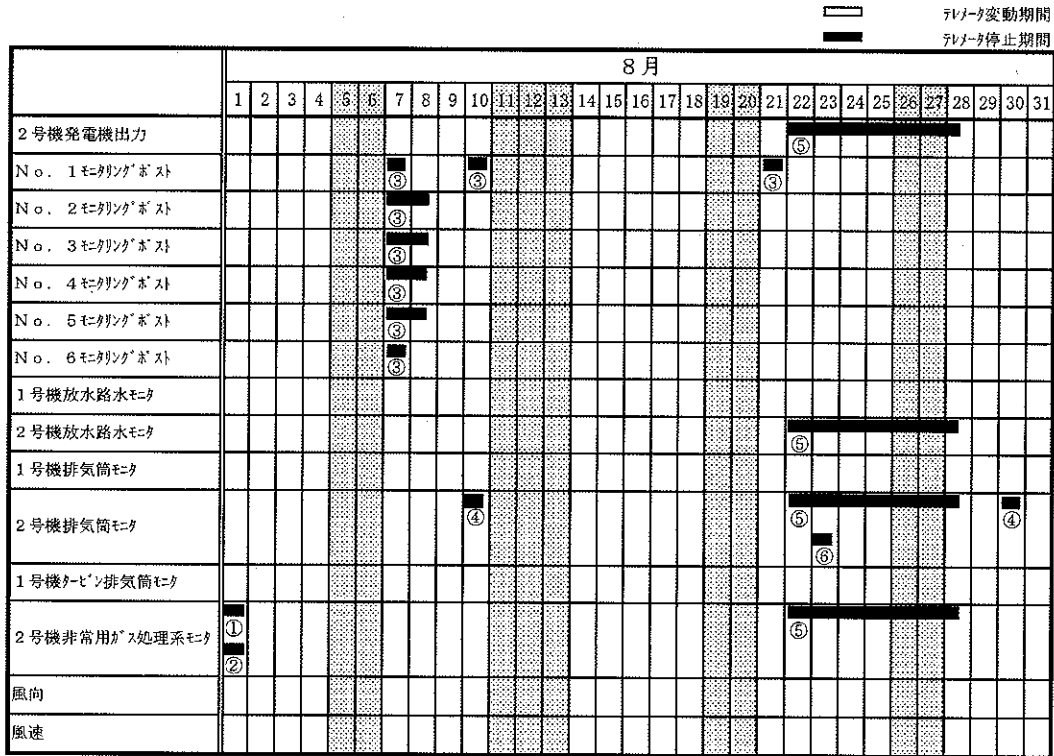 テレメータ変動期間
テレメータ停止期間
8月
1 2 3 4 5 6 7 8 9 10 11 12 13 14 15 16 17 18 19 20 21 22 23 24 25 26 27 28 29 30 31
2号機発電機出力
⑤
No. 1モニタリングポスト
③ ③ ③
No. 2モニタリングポスト
③
No. 3モニタリングポスト
③
No. 4モニタリングポスト
③
No. 5モニタリングポスト
③
No. 6モニタリングポスト
③
1号機放水路水モニタ
2号機放水路水モニタ
⑤
1号機排気筒モニタ
2号機排気筒モニタ
④ ⑤ ④
⑥
1号機タービン排気筒モニタ
2号機非常用ガス処理系モニタ
① ⑤
②
風向
風速